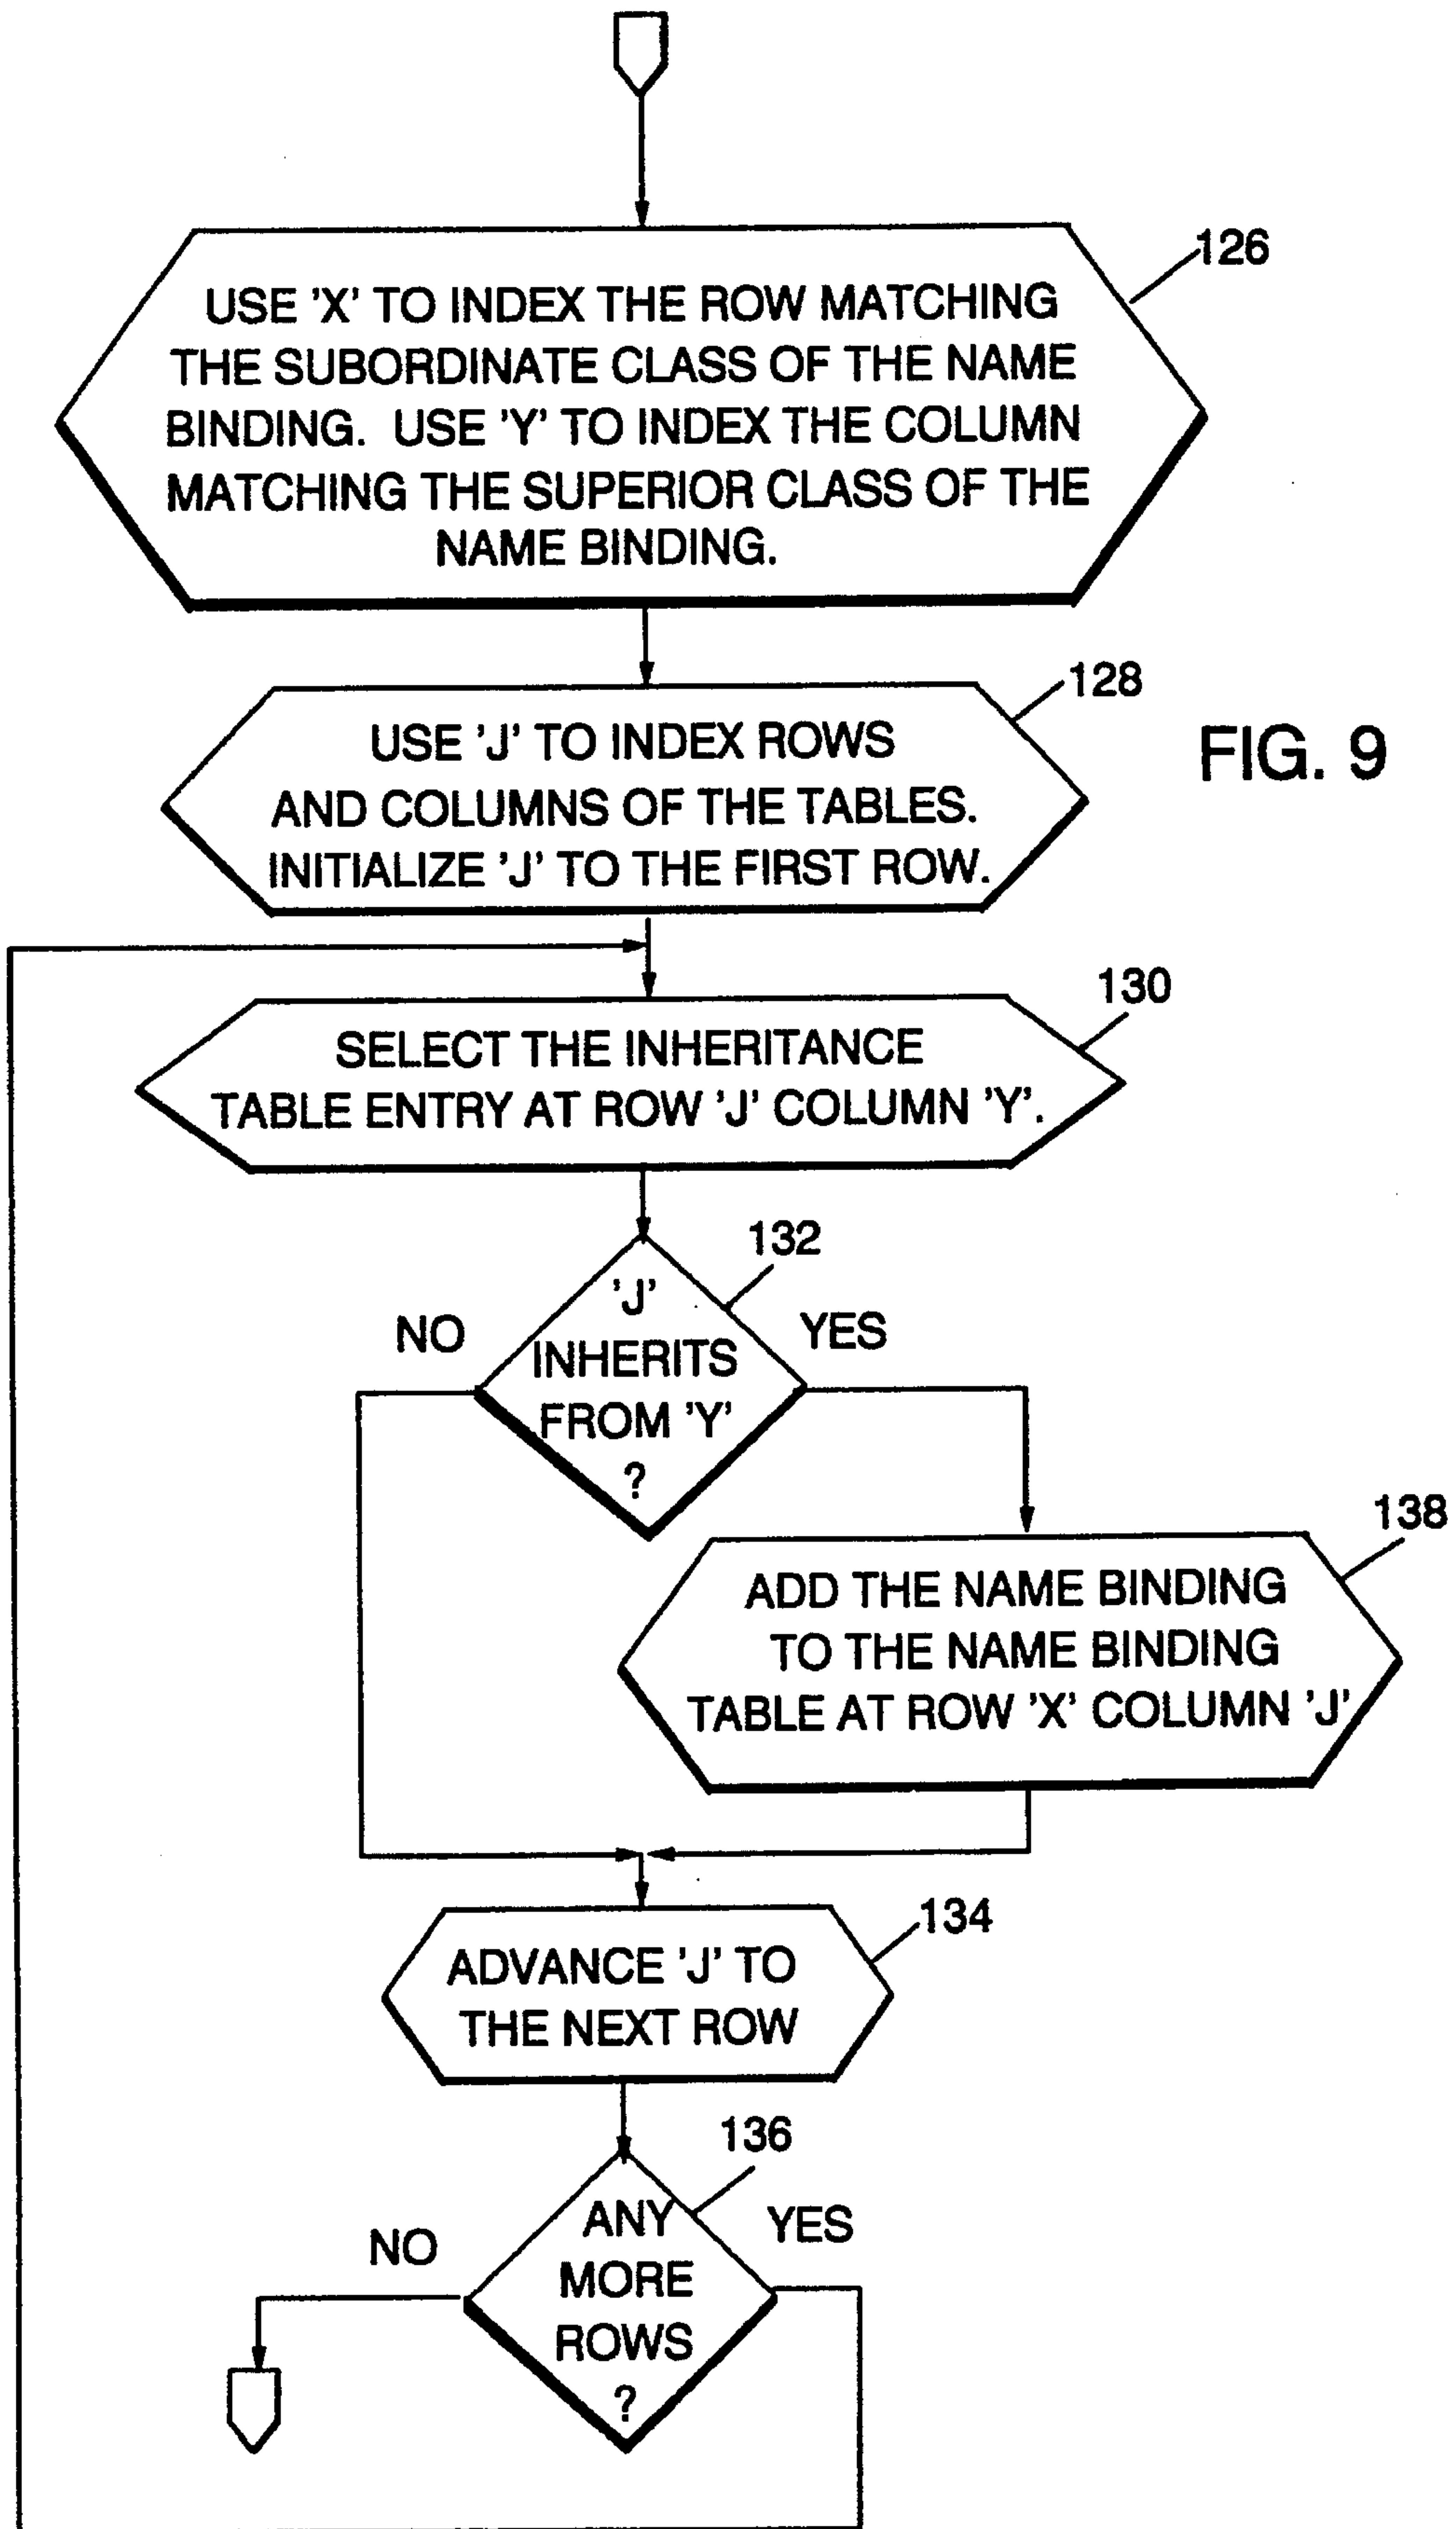 126
USE 'X' TO INDEX THE ROW MATCHING
THE SUBORDINATE CLASS OF THE NAME
BINDING. USE 'Y' TO INDEX THE COLUMN
MATCHING THE SUPERIOR CLASS OF THE
NAME BINDING.
128
USE 'J' TO INDEX ROWS
AND COLUMNS OF THE TABLES.
INITIALIZE 'J' TO THE FIRST ROW.
FIG. 9
130
SELECT THE INHERITANCE
TABLE ENTRY AT ROW 'J' COLUMN 'Y'.
132
'J'
INHERITS
FROM 'Y'
?
NO
YES
138
ADD THE NAME BINDING
TO THE NAME BINDING
TABLE AT ROW 'X' COLUMN 'J'
134
ADVANCE 'J' TO
THE NEXT ROW
136
ANY
MORE
ROWS
?
NO
YES